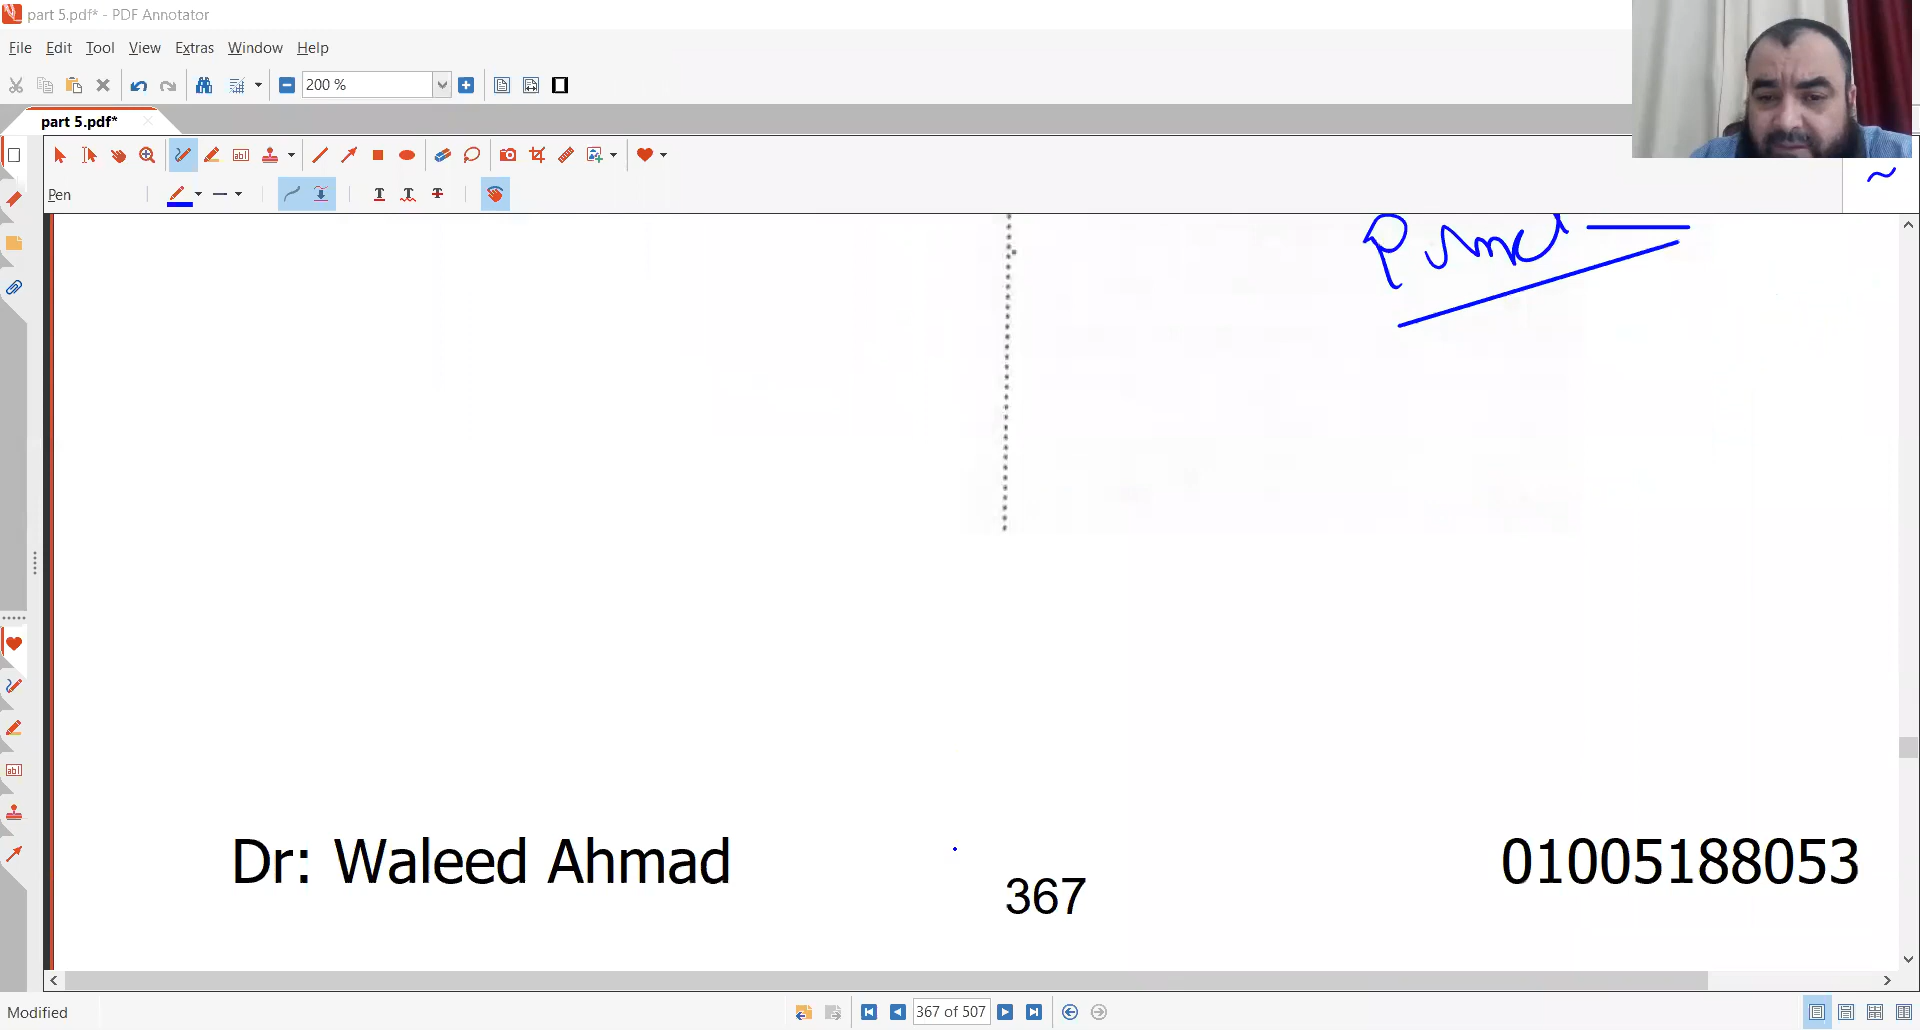 part 5.pdf* - PDF Annotator
File Edit Tool View Extras Window Help
200 %
part 5.pdf*
Pen
Dr: Waleed Ahmad
367
01005188053
Modified
367 of 507